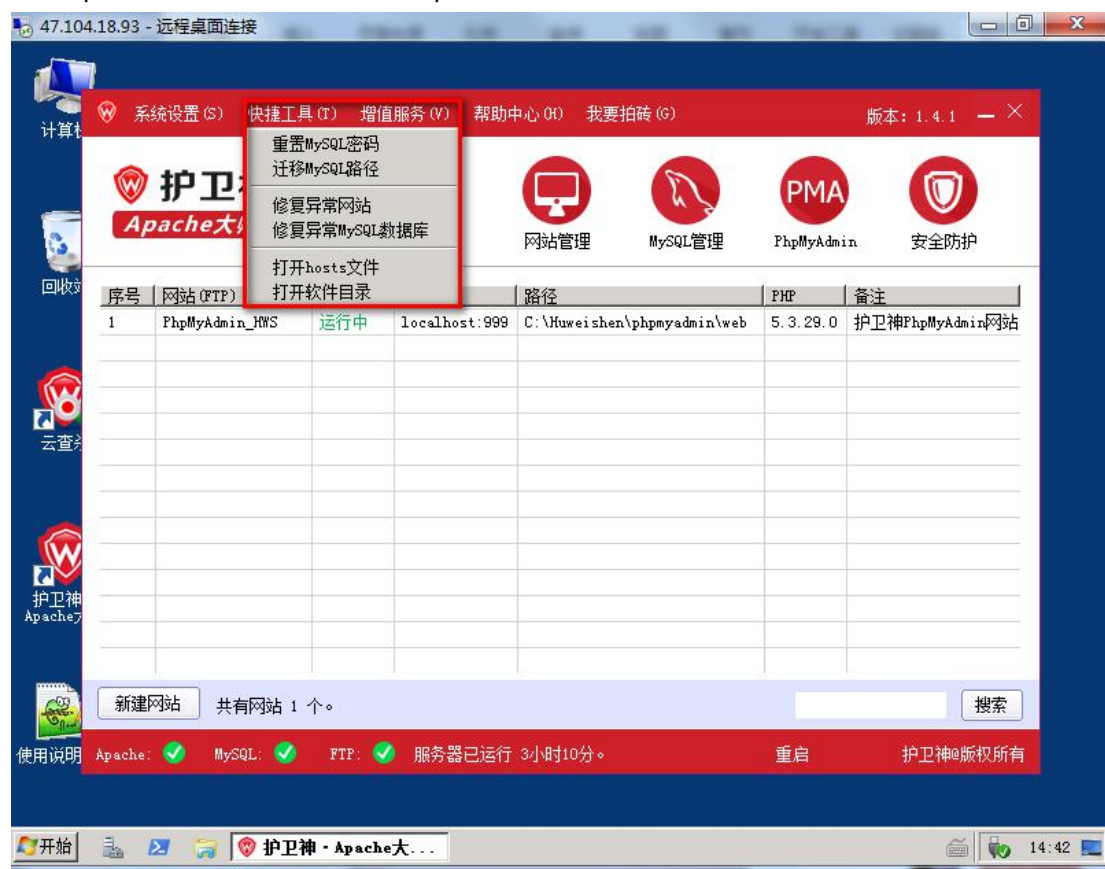 47.104.18.93 - 远程桌面连接
系统设置(S) 快捷工具(T) 增值服务(V) 帮助中心(H) 我要拍砖(G) 版本: 1.4.1
重置MySQL密码
迁移MySQL路径
修复异常网站
修复异常MySQL数据库
打开hosts文件
打开软件目录
护卫
Apache大
网站管理 MySQL管理 PMA PhpMyAdmin 安全防护
序号 网站(FTP) 路径 PHP 备注
1 PhpMyAdmin_HWS 运行中 localhost:999 C:\Huweishen\phpmyadmin\web 5.3.29.0 护卫神PhpMyAdmin网站
新建网站 共有网站 1 个。 搜索
Apache: MySQL: FTP: 服务器已运行 3小时10分。 重启 护卫神@版权所有
计算
回收
云查
护卫神
Apache
使用说明
开始 护卫神·Apache大... 14:42